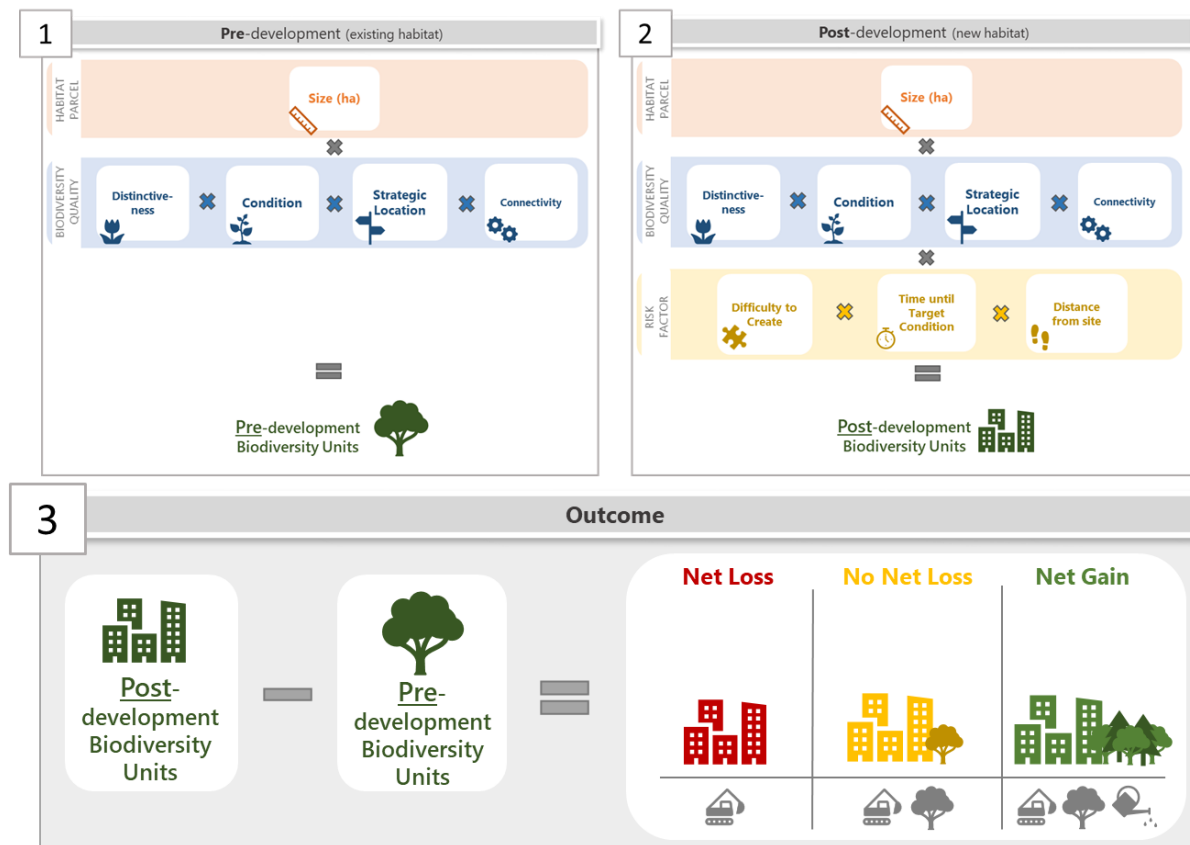 1
Pre-development (existing habitat)
HABITAT
PARCEL
Size (ha)
BIODIVERSITY
QUALITY
Distinctive-
ness
Condition
Strategic
Location
Connectivity
Pre-development
Biodiversity Units
2
Post-development (new habitat)
HABITAT
PARCEL
Size (ha)
BIODIVERSITY
QUALITY
Distinctive-
ness
Condition
Strategic
Location
Connectivity
RISK
FACTOR
Difficulty to
Create
Time until
Target
Condition
Distance
from site
Post-development
Biodiversity Units
3
Outcome
Post-
development
Biodiversity
Units
Pre-
development
Biodiversity
Units
Net Loss
No Net Loss
Net Gain